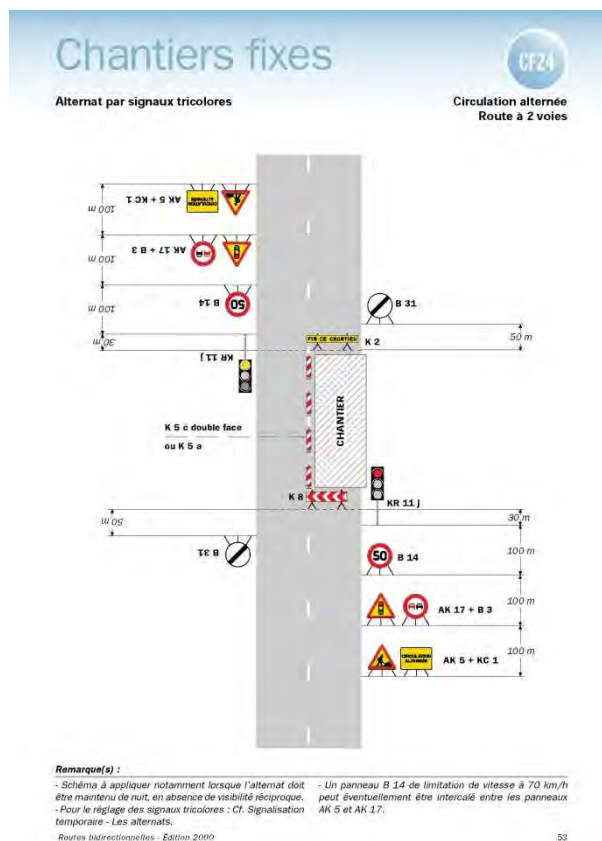 Chantiers fixes
CF24
Alternat par signaux tricolores
Circulation alternée
Route à 2 voies
100 m
CIRCULATION
ALTERNÉE
AK 5 + KC 1
100 m
AK 17 + B 3
100 m
50
B 14
B 31
30 m
KR 11 j
FIN DE CHANTIER
K 2
50 m
K 5 c double face
ou K 5 a
CHANTIER
K 8
KR 11 j
50 m
30 m
B 31
50
B 14
100 m
AK 17 + B 3
100 m
CIRCULATION
ALTERNÉE
AK 5 + KC 1
100 m
Remarque(s) :
- Schéma à appliquer notamment lorsque l'alternat doit
être maintenu de nuit, en absence de visibilité réciproque.
- Pour le réglage des signaux tricolores : Cf. Signalisation
temporaire - Les alternats.
- Un panneau B 14 de limitation de vitesse à 70 km/h
peut éventuellement être intercalé entre les panneaux
AK 5 et AK 17.
Routes bidirectionnelles - Édition 2000
53